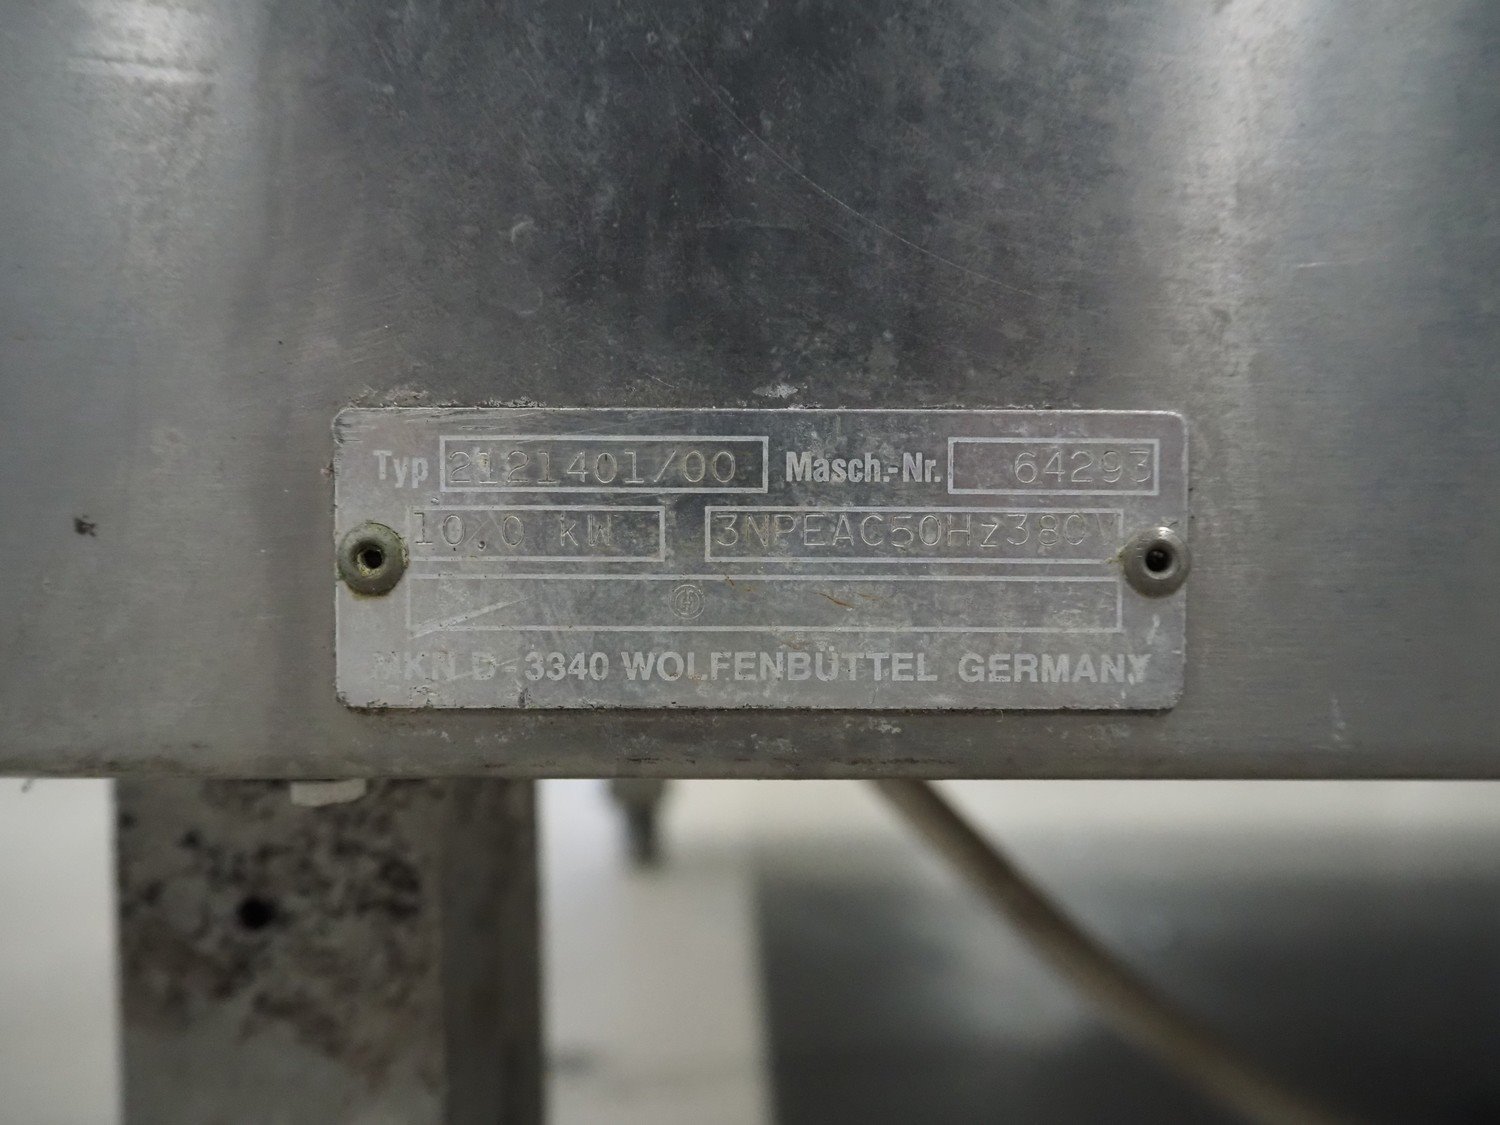 Typ 2121401/00 Masch.-Nr. 64293
10,0 kW 3NPEAC50Hz380V
MKN D-3340 WOLFENBÜTTEL GERMANY